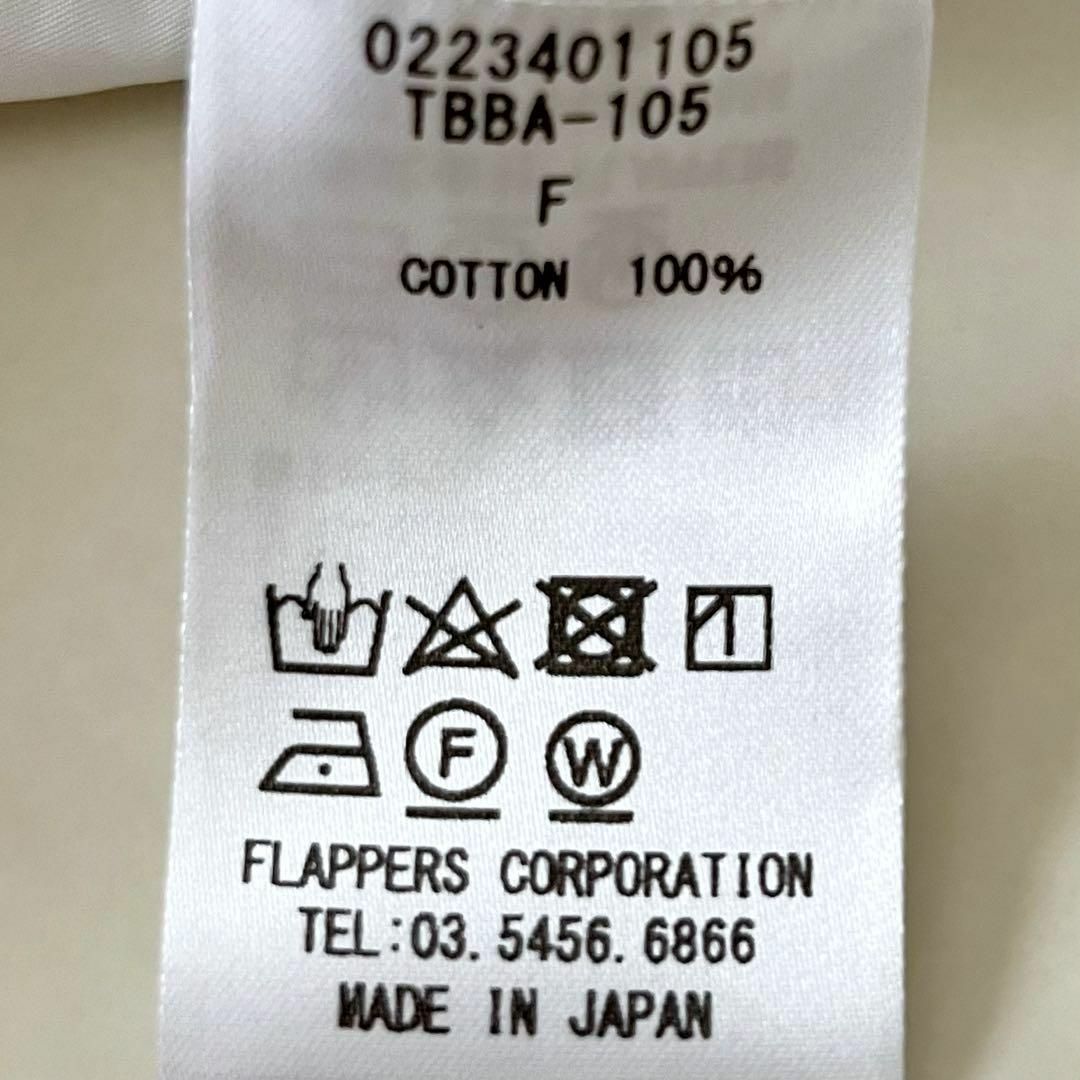 0223401105
TBBA-105
F
COTTON 100%
F W
FLAPPERS CORPORATION
TEL:03.5456.6866
MADE IN JAPAN